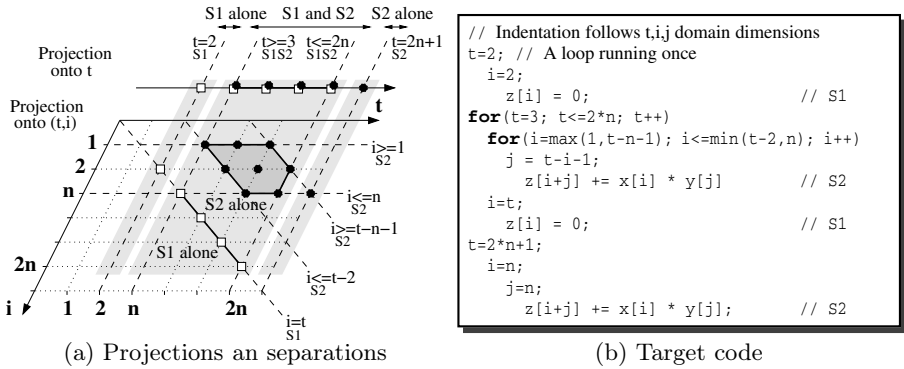 S1 alone S1 and S2 S2 alone
t=2 t>=3 t<=2n t=2n+1
S1 S1S2 S1S2 S2
Projection
onto t
t
Projection
onto (t,i)
1
i>=1
S2
2
n
i<=n
S2
S2 alone
i>=t−n−1
S2
S1 alone
2n
i<=t−2
S2
i 1 2 n 2n
i=t
S1
(a) Projections an separations
// Indentation follows t,i,j domain dimensions
t=2; // A loop running once
i=2;
z[i] = 0; // S1
for(t=3; t<=2*n; t++)
for(i=max(1,t-n-1); i<=min(t-2,n); i++)
j = t-i-1;
z[i+j] += x[i] * y[j] // S2
i=t;
z[i] = 0; // S1
t=2*n+1;
i=n;
j=n;
z[i+j] += x[i] * y[j]; // S2
(b) Target code